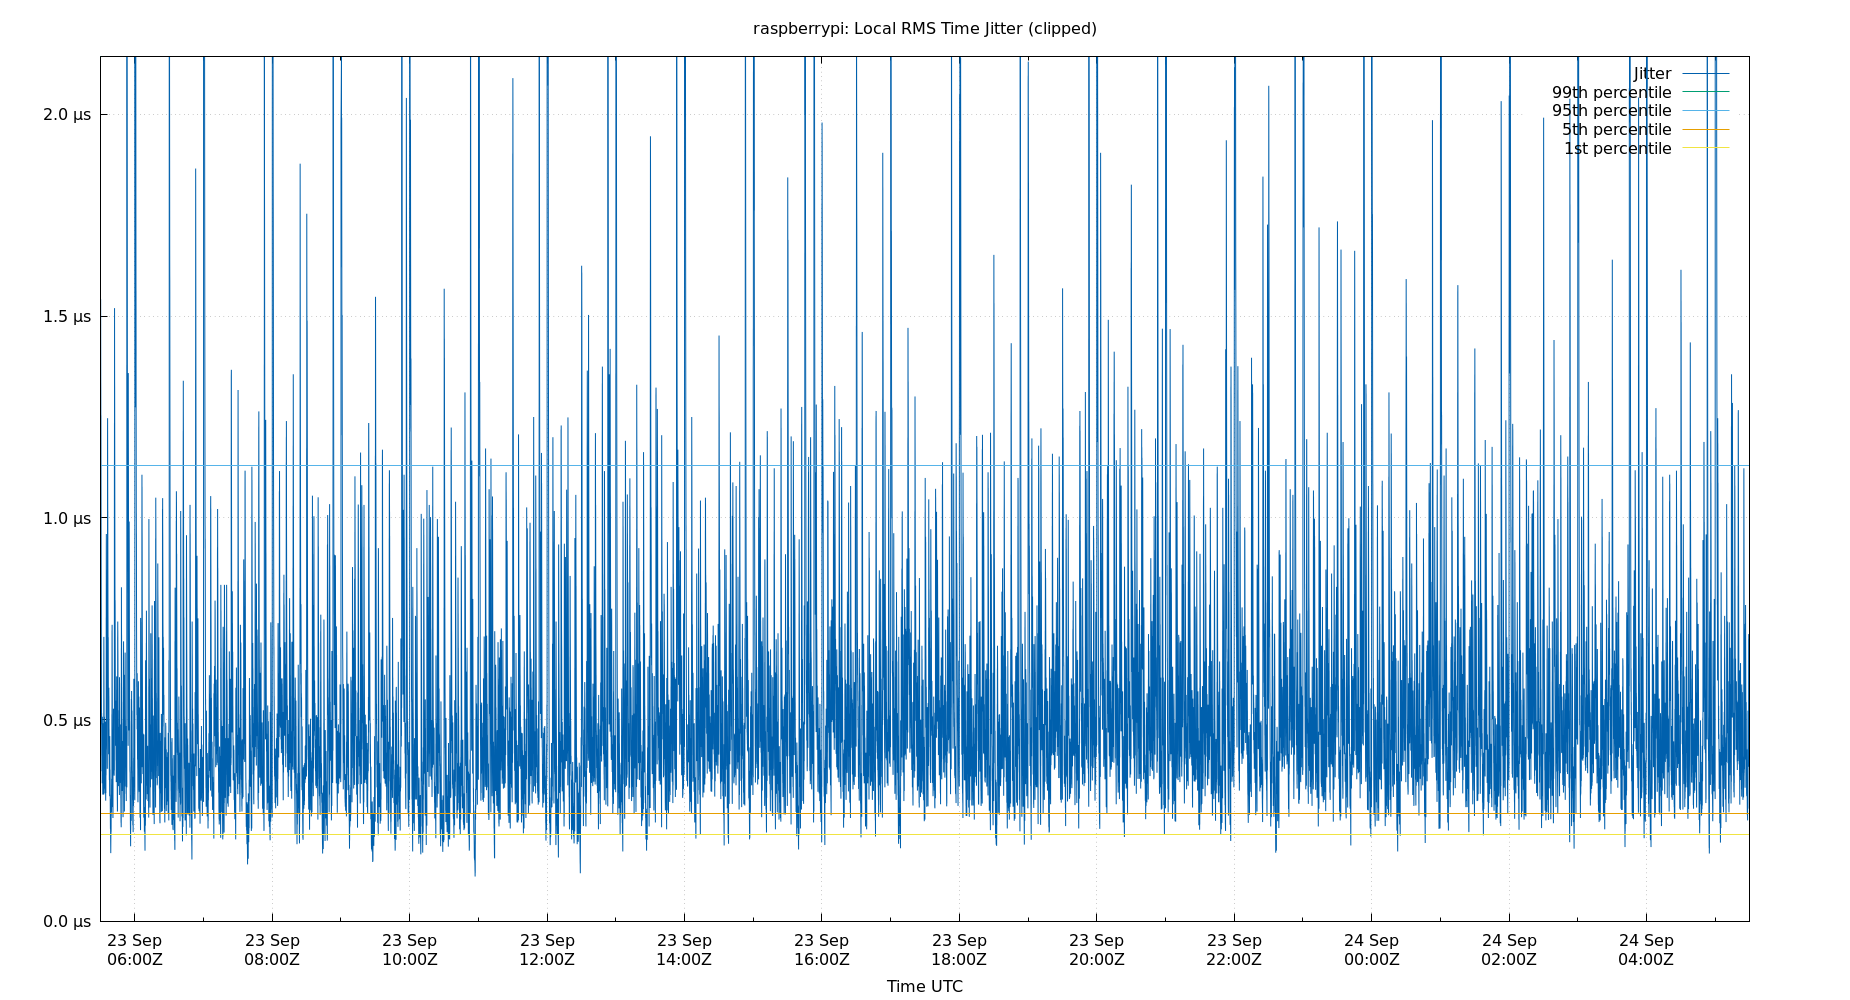 raspberrypi: Local RMS Time Jitter (clipped)
Jitter
99th percentile
95th percentile
5th percentile
1st percentile
2.0 µs
1.5 µs
1.0 µs
0.5 µs
0.0 µs
23 Sep 23 Sep 23 Sep 23 Sep 23 Sep 23 Sep 23 Sep 23 Sep 23 Sep 24 Sep 24 Sep 24 Sep
06:00Z 08:00Z 10:00Z 12:00Z 14:00Z 16:00Z 18:00Z 20:00Z 22:00Z 00:00Z 02:00Z 04:00Z
Time UTC